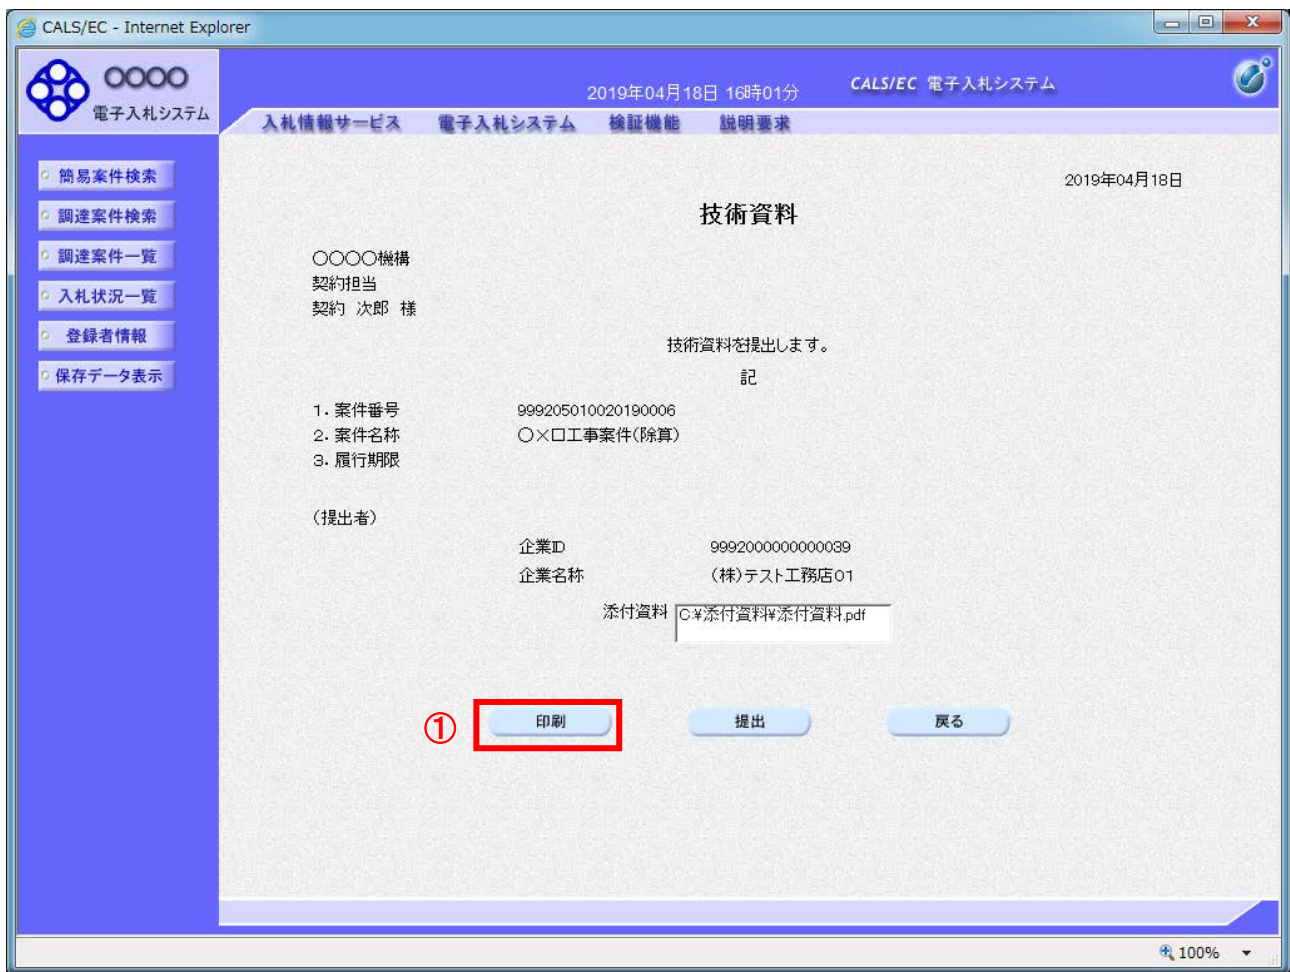 CALS/EC - Internet Explorer
〇〇〇〇
電子入札システム
2019年04月18日 16時01分
CALS/EC 電子入札システム
入札情報サービス 電子入札システム 検証機能 説明要求
簡易案件検索
調達案件検索
調達案件一覧
入札状況一覧
登録者情報
保存データ表示
2019年04月18日
技術資料
〇〇〇〇機構
契約担当
契約 次郎 様
技術資料を提出します。
記
1. 案件番号 999205010020190006
2. 案件名称 〇×口工事案件(除算)
3. 履行期限
(提出者)
企業ID 9992000000000039
企業名称 (株)テスト工務店01
添付資料 C:¥添付資料¥添付資料.pdf
① 印刷 提出 戻る
100%